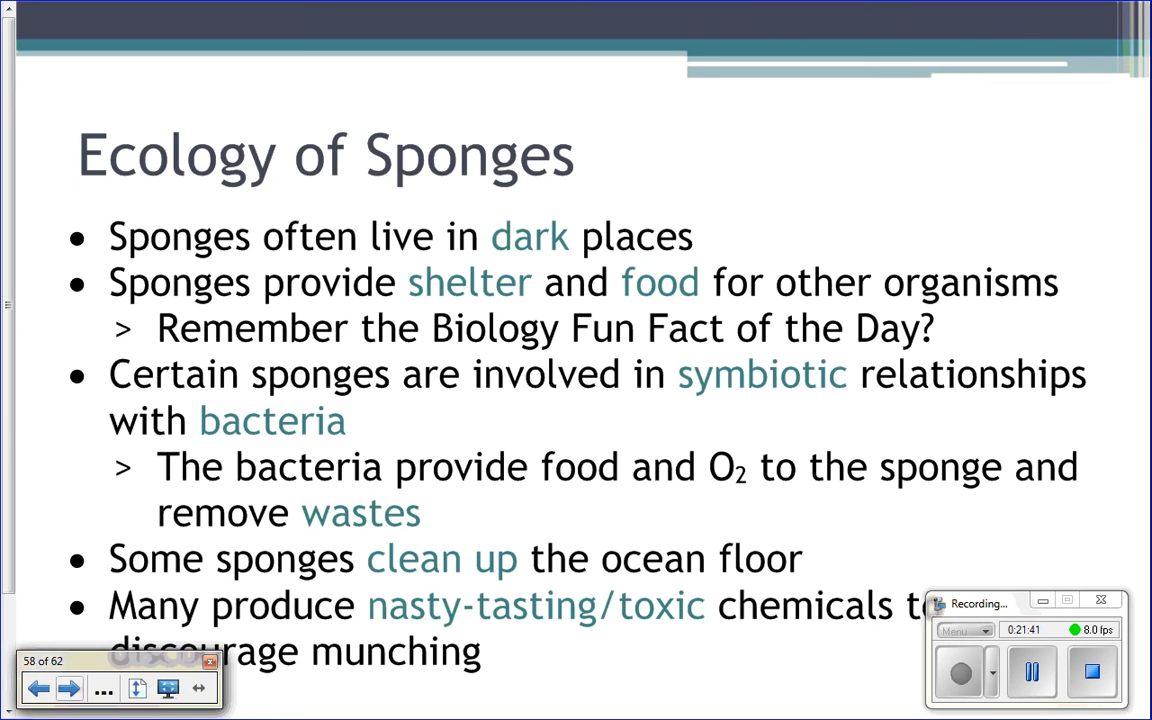 Ecology of Sponges
• Sponges often live in dark places
• Sponges provide shelter and food for other organisms
> Remember the Biology Fun Fact of the Day?
• Certain sponges are involved in symbiotic relationships
with bacteria
> The bacteria provide food and O₂ to the sponge and
remove wastes
• Some sponges clean up the ocean floor
• Many produce nasty-tasting/toxic chemicals to
discourage munching
Recording...
Menu
0:21:41
8.0 fps
58 of 62
...